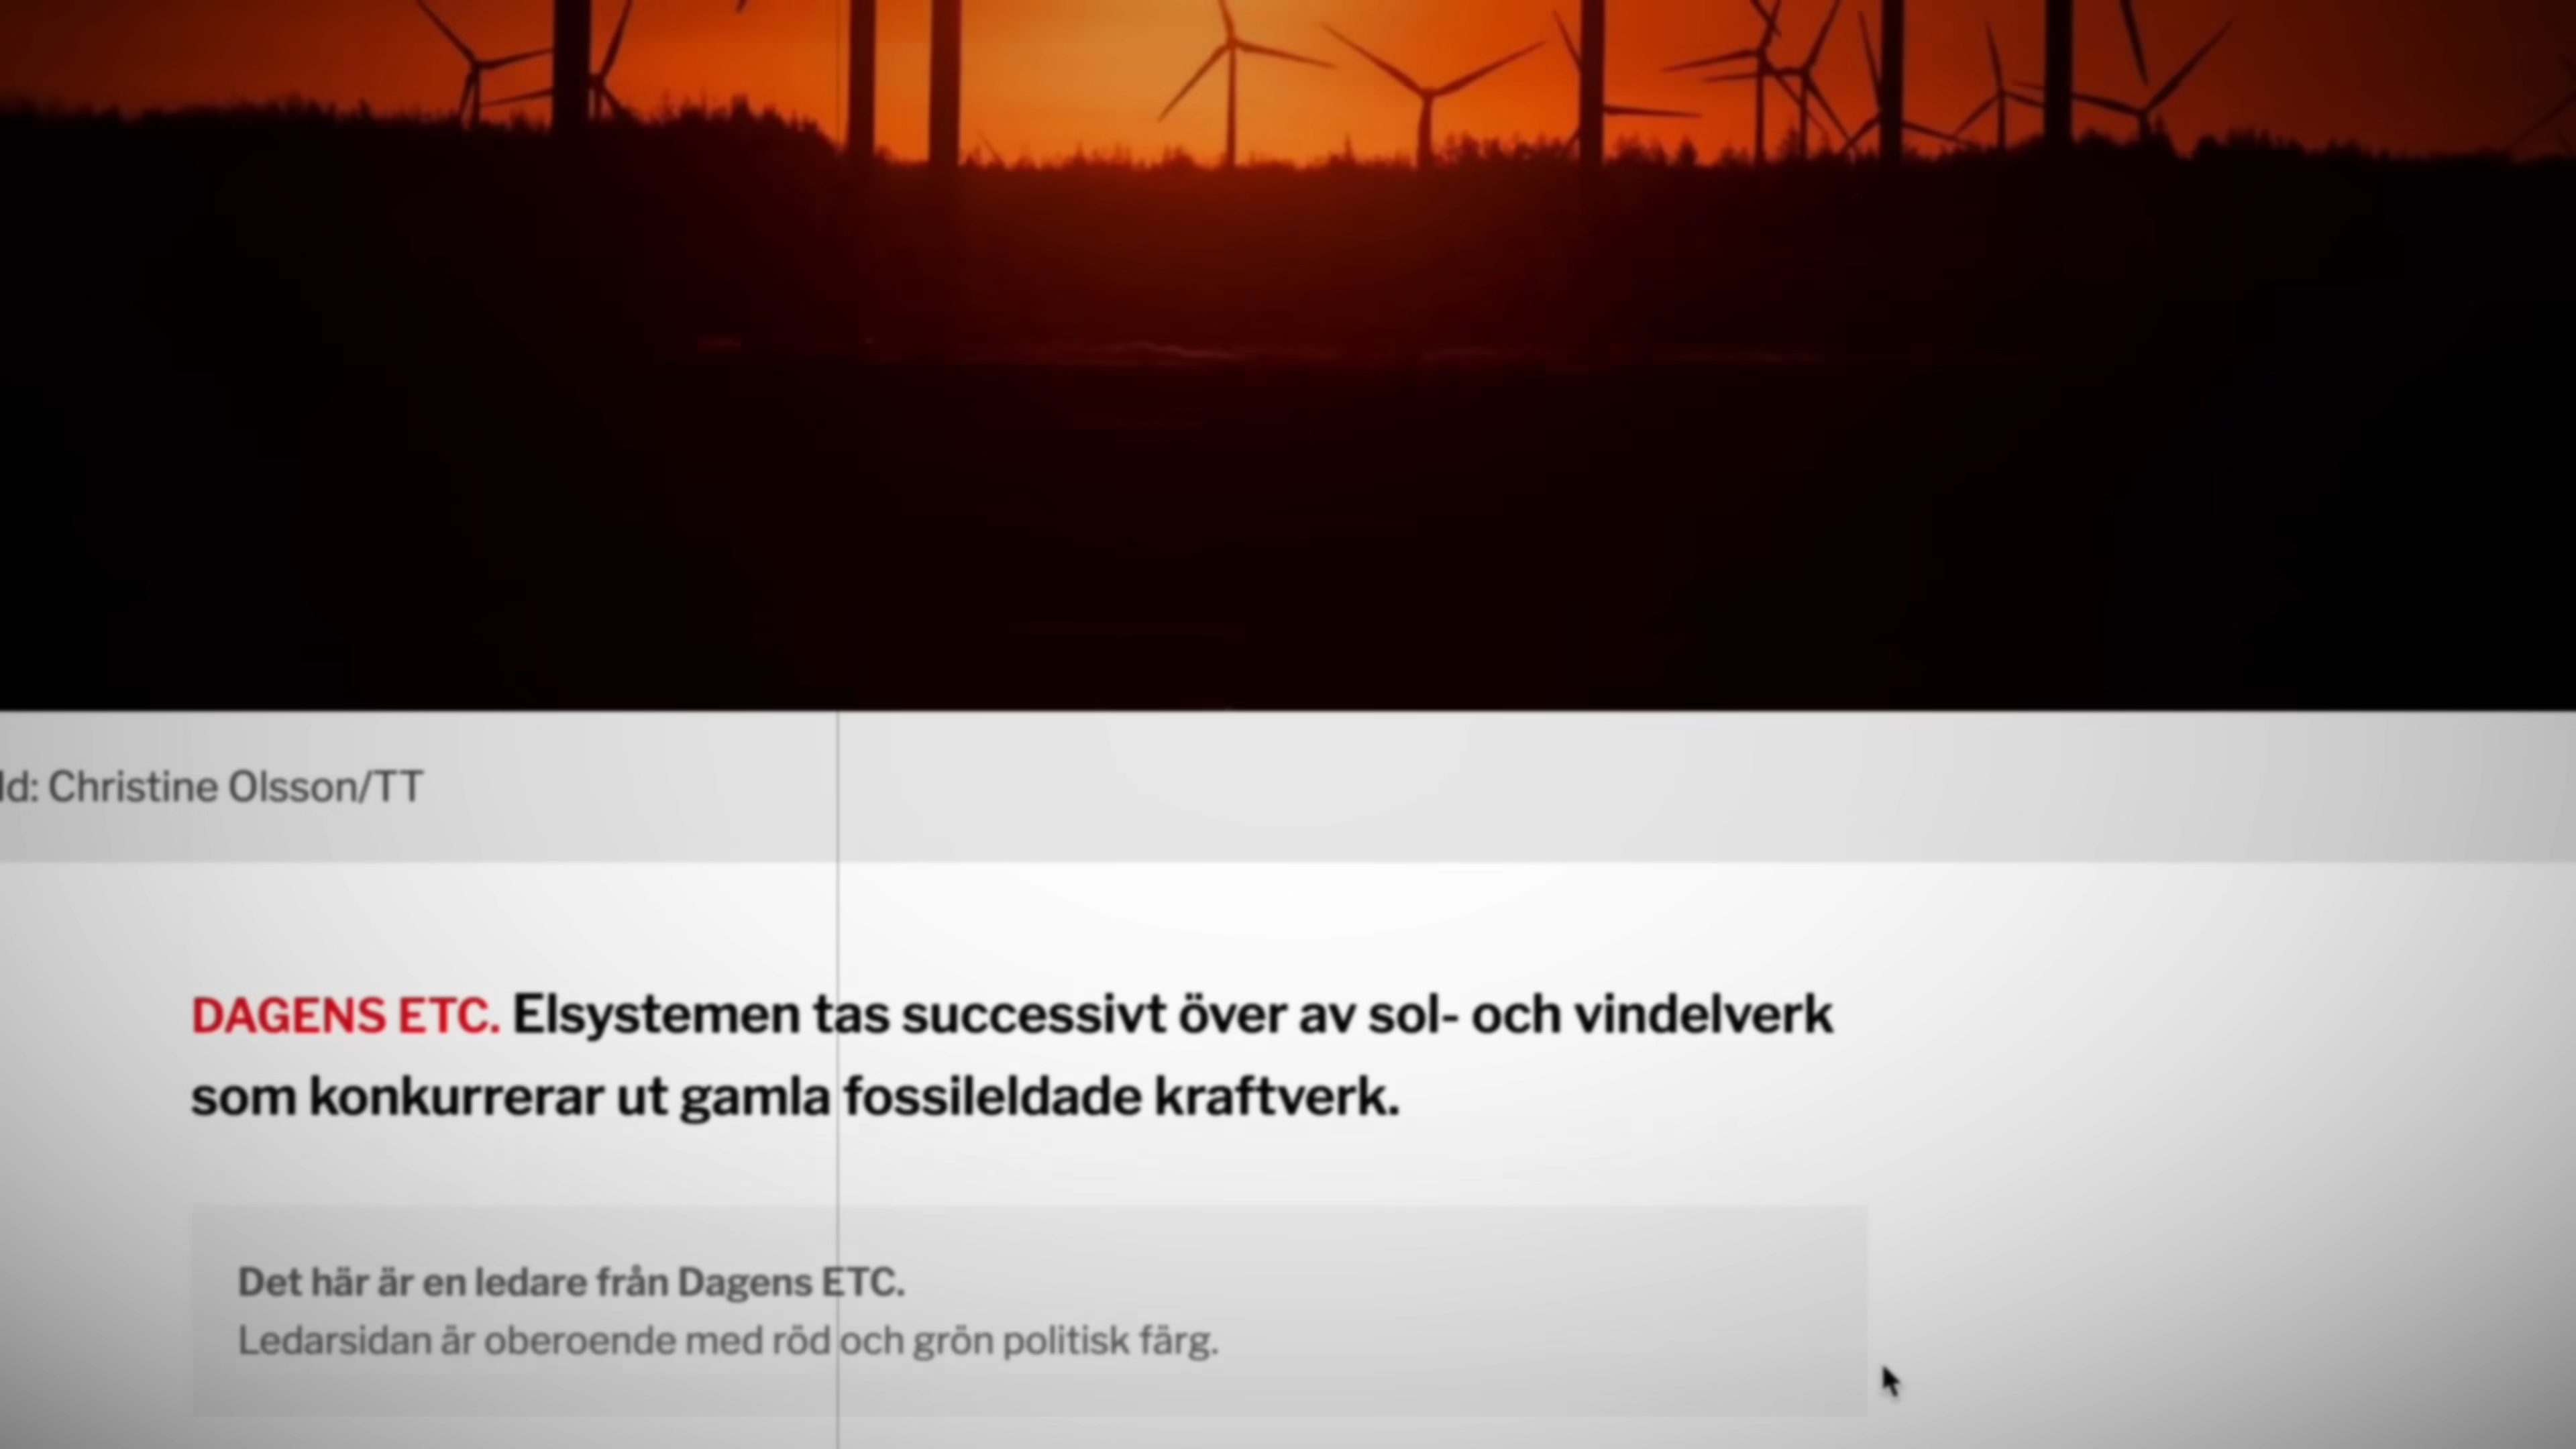 ld: Christine Olsson/TT
DAGENS ETC. Elsystemen tas successivt över av sol- och vindelverk
som konkurrerar ut gamla fossileldade kraftverk.
Det här är en ledare från Dagens ETC.
Ledarsidan är oberoende med röd och grön politisk färg.